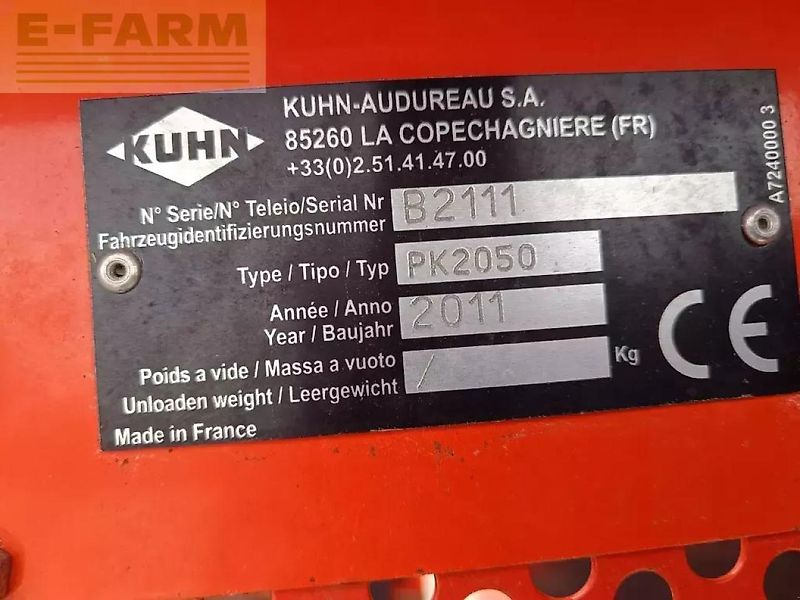 E-FARM
KUHN
KUHN-AUDUREAU S.A.
85260 LA COPECHAGNIERE (FR)
+33(0)2.51.41.47.00
A7240000 3
N° Serie/N° Teleio/Serial Nr
Fahrzeugidentifizierungsnummer
B2111
Type / Tipo / Typ
PK2050
Année / Anno
Year / Baujahr
2011
Poids a vide / Massa a vuoto
Unloaden weight / Leergewicht
/
Kg
CE
Made in France